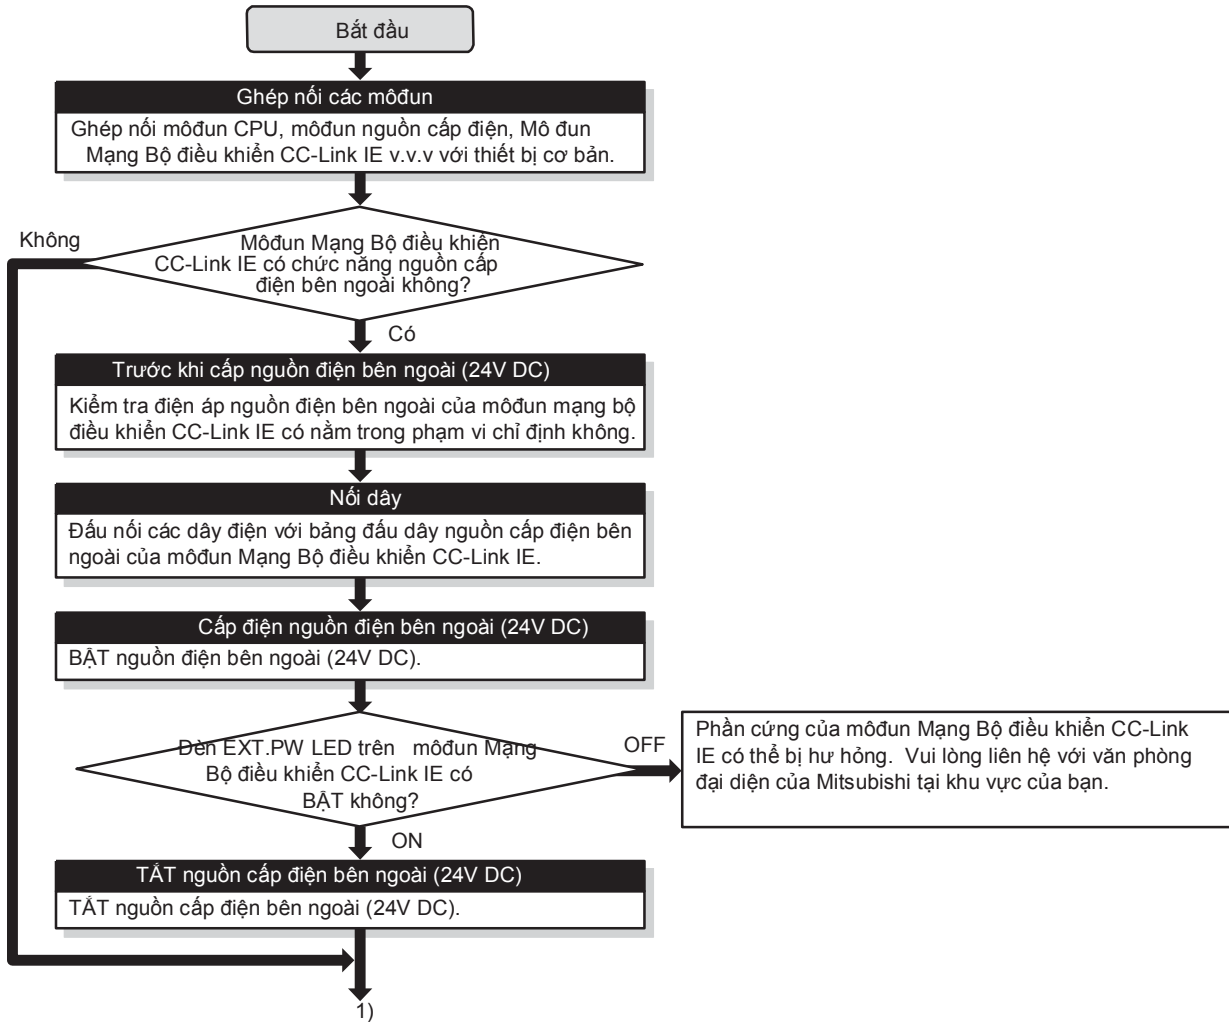 Bắt đầu
Ghép nối các môđun
Ghép nối môđun CPU, môđun nguồn cấp điện, Mô đun
Mạng Bộ điều khiển CC-Link IE v.v.v với thiết bị cơ bản.
Không
Môđun Mạng Bộ điều khiển
CC-Link IE có chức năng nguồn cấp
điện bên ngoài không?
Có
Trước khi cấp nguồn điện bên ngoài (24V DC)
Kiểm tra điện áp nguồn điện bên ngoài của môđun mạng bộ
điều khiển CC-Link IE có nằm trong phạm vi chỉ định không.
Nối dây
Đấu nối các dây điện với bảng đấu dây nguồn cấp điện bên
ngoài của môđun Mạng Bộ điều khiển CC-Link IE.
Cấp điện nguồn điện bên ngoài (24V DC)
BẬT nguồn điện bên ngoài (24V DC).
Đèn EXT.PW LED trên môđun Mạng
Bộ điều khiển CC-Link IE có
BẬT không?
OFF
Phần cứng của môđun Mạng Bộ điều khiển CC-Link
IE có thể bị hư hỏng. Vui lòng liên hệ với văn phòng
đại diện của Mitsubishi tại khu vực của bạn.
ON
TẮT nguồn cấp điện bên ngoài (24V DC)
TẮT nguồn cấp điện bên ngoài (24V DC).
1)